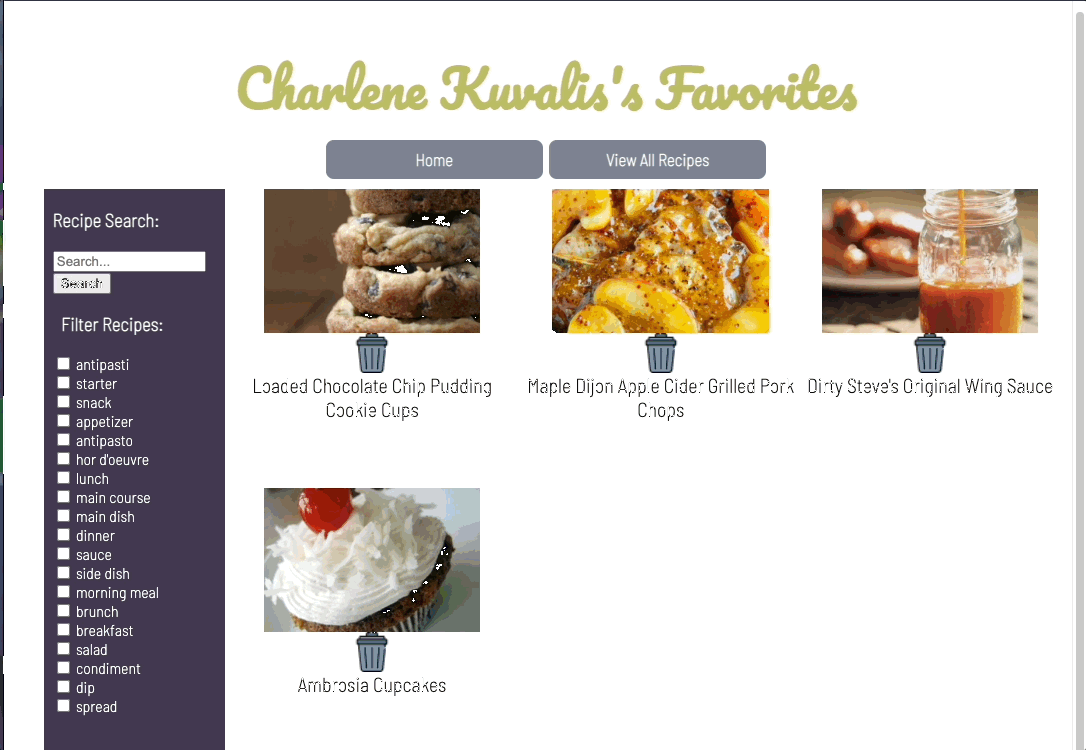 Charlene Kuvalis's Favorites
Home
View All Recipes
Recipe Search:
Search...
Search
Filter Recipes:
antipasti
starter
snack
appetizer
antipasto
hor d'oeuvre
lunch
main course
main dish
dinner
sauce
side dish
morning meal
brunch
breakfast
salad
condiment
dip
spread
Loaded Chocolate Chip Pudding
Cookie Cups
Maple Dijon Apple Cider Grilled Pork
Chops
Dirty Steve's Original Wing Sauce
Ambrosia Cupcakes